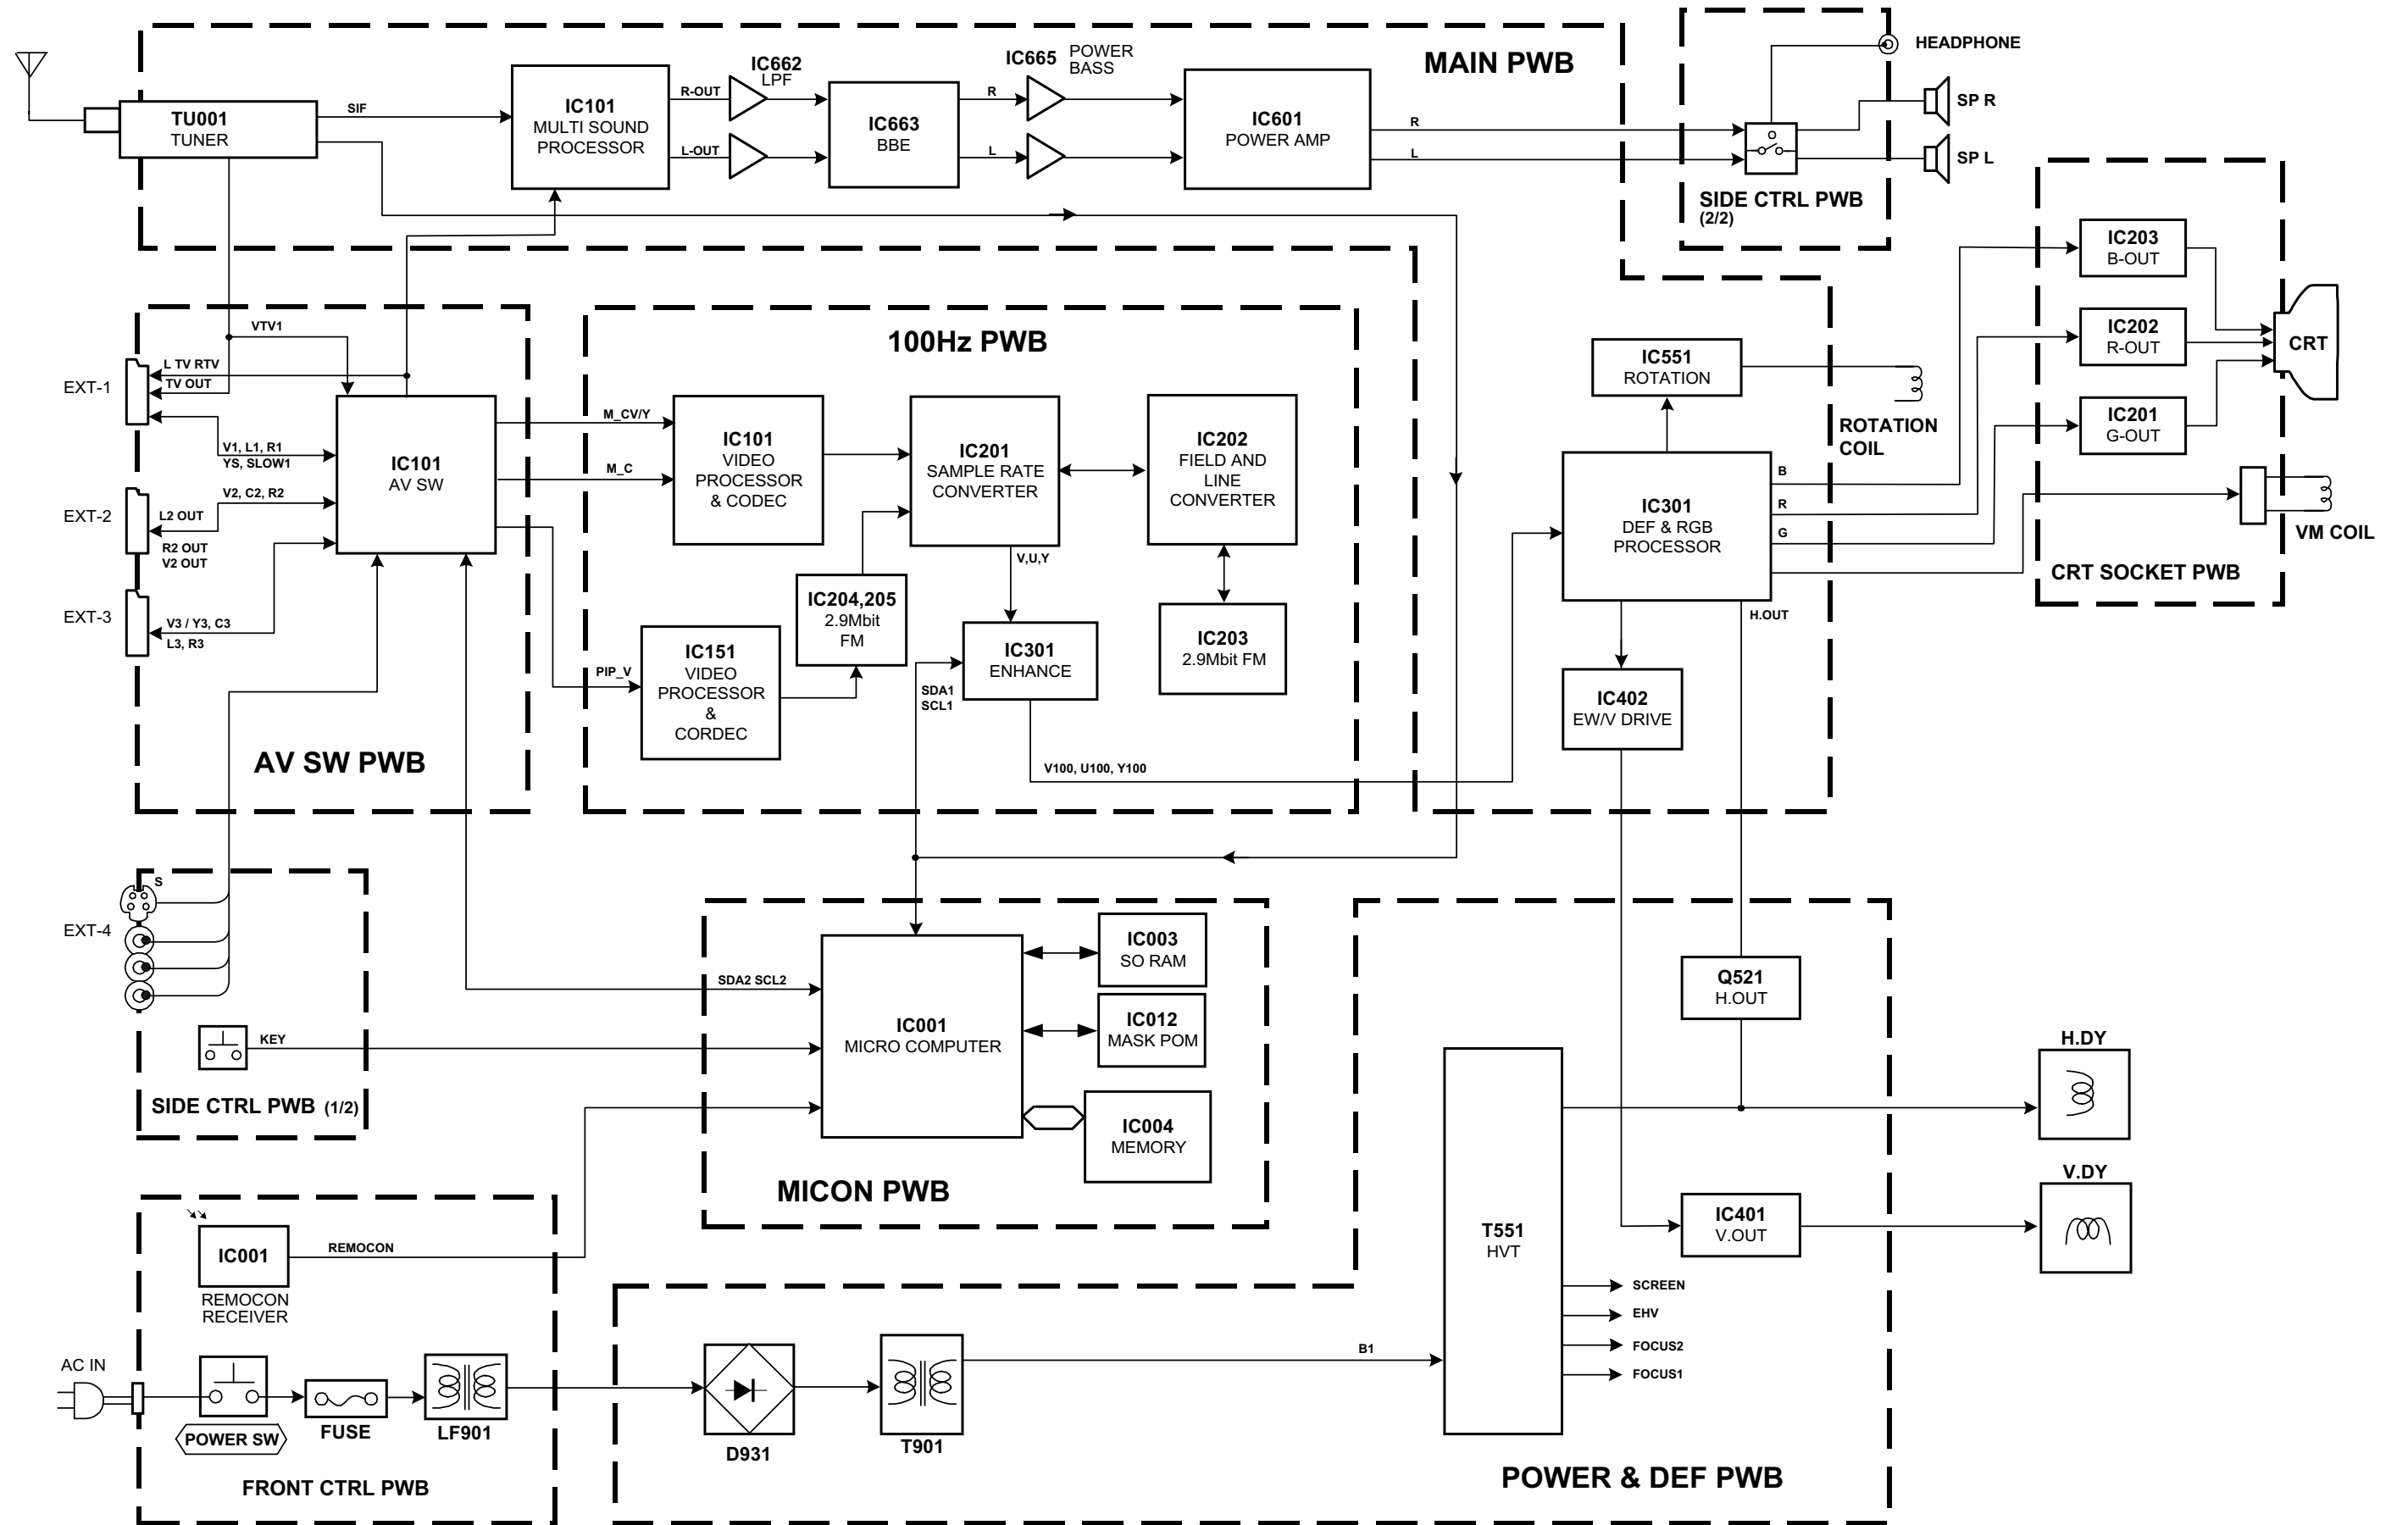 MAIN PWB
TU001
TUNER
SIF
IC101
MULTI SOUND
PROCESSOR
R-OUT
L-OUT
IC662
LPF
IC663
BBE
R
L
IC665
POWER
BASS
IC601
POWER AMP
R
L
HEADPHONE
SP R
SP L
SIDE CTRL PWB
(2/2)
IC203
B-OUT
IC202
R-OUT
IC201
G-OUT
CRT
VM COIL
CRT SOCKET PWB
VTV1
L TV RTV
TV OUT
EXT-1
V1, L1, R1
YS, SLOW1
V2, C2, R2
EXT-2
L2 OUT
R2 OUT
V2 OUT
EXT-3
V3 / Y3, C3
L3, R3
IC101
AV SW
AV SW PWB
M_CV/Y
M_C
PIP_V
100Hz PWB
IC101
VIDEO
PROCESSOR
& CODEC
IC201
SAMPLE RATE
CONVERTER
IC202
FIELD AND
LINE
CONVERTER
V,U,Y
IC204,205
2.9Mbit
FM
IC151
VIDEO
PROCESSOR
&
CORDEC
IC301
ENHANCE
IC203
2.9Mbit FM
SDA1
SCL1
V100, U100, Y100
IC551
ROTATION
ROTATION
COIL
IC301
DEF & RGB
PROCESSOR
B
R
G
H.OUT
IC402
EW/V DRIVE
S
EXT-4
KEY
SIDE CTRL PWB (1/2)
SDA2 SCL2
IC001
MICRO COMPUTER
IC003
SO RAM
IC012
MASK POM
IC004
MEMORY
MICON PWB
Q521
H.OUT
H.DY
V.DY
IC401
V.OUT
T551
HVT
SCREEN
EHV
FOCUS2
FOCUS1
B1
IC001
REMOCON
REMOCON
RECEIVER
AC IN
POWER SW
FUSE
LF901
D931
T901
FRONT CTRL PWB
POWER & DEF PWB